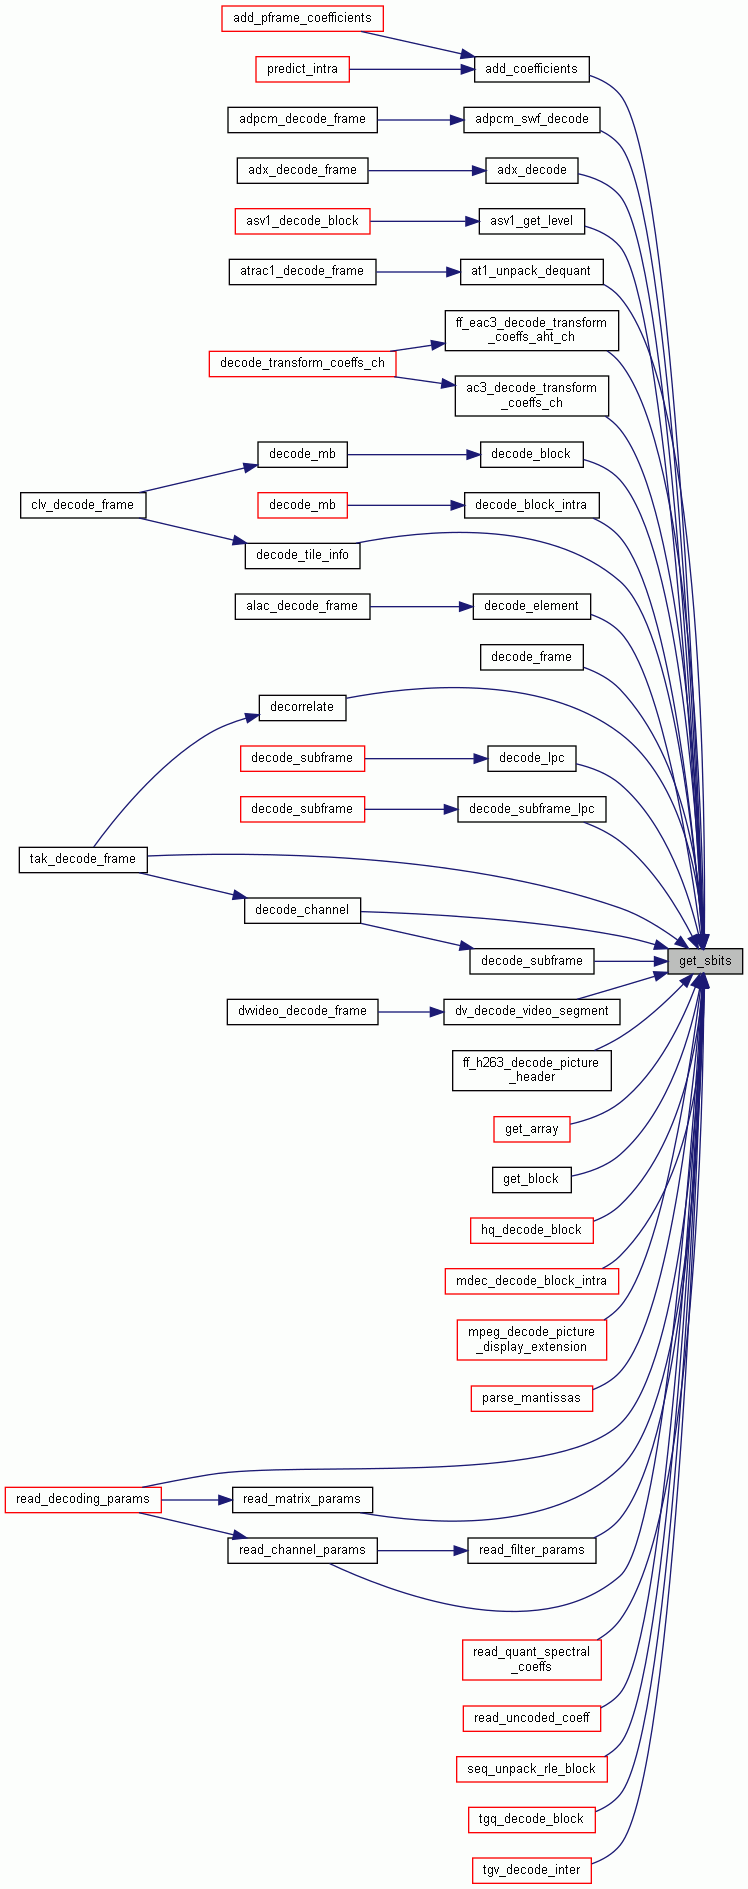 add_pframe_coefficients
predict_intra
add_coefficients
adpcm_decode_frame
adpcm_swf_decode
adx_decode_frame
adx_decode
asv1_decode_block
asv1_get_level
atrac1_decode_frame
at1_unpack_dequant
ff_eac3_decode_transform
_coeffs_aht_ch
decode_transform_coeffs_ch
ac3_decode_transform
_coeffs_ch
decode_mb
decode_block
clv_decode_frame
decode_mb
decode_block_intra
decode_tile_info
alac_decode_frame
decode_element
decode_frame
decorrelate
decode_subframe
decode_lpc
decode_subframe
decode_subframe_lpc
tak_decode_frame
decode_channel
decode_subframe
get_sbits
dvvideo_decode_frame
dv_decode_video_segment
ff_h263_decode_picture
_header
get_array
get_block
hq_decode_block
mdec_decode_block_intra
mpeg_decode_picture
_display_extension
parse_mantissas
read_decoding_params
read_matrix_params
read_channel_params
read_filter_params
read_quant_spectral
_coeffs
read_uncoded_coeff
seq_unpack_rle_block
tgq_decode_block
tgv_decode_inter